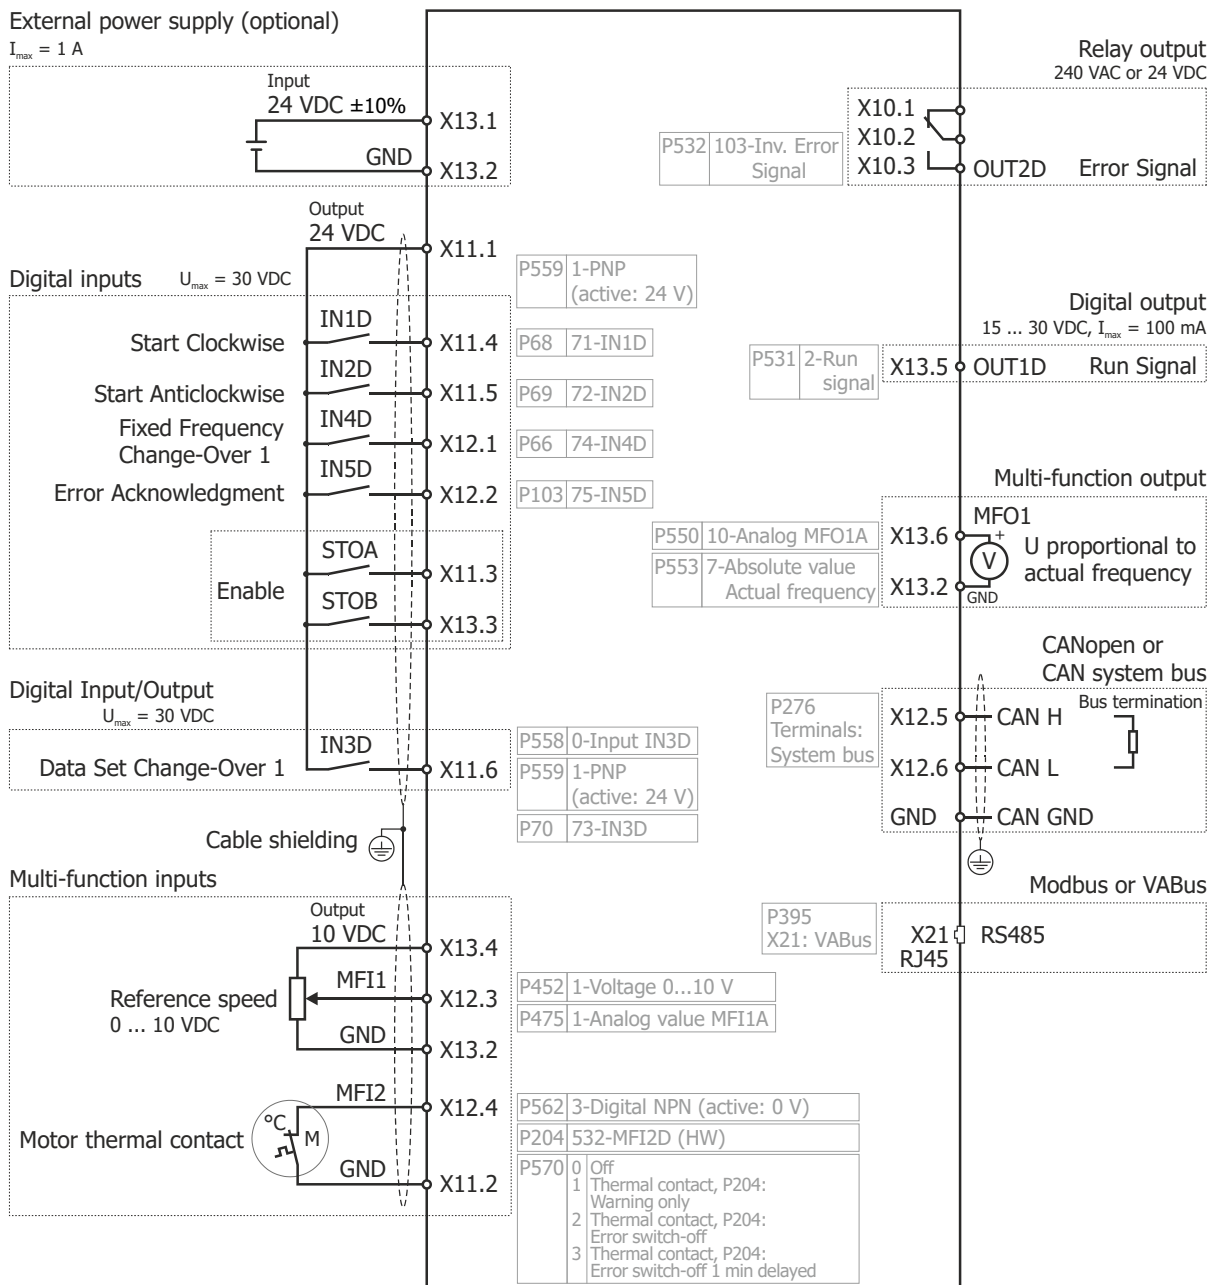 External power supply (optional)
Imax = 1 A
Input
24 VDC ±10%
X13.1
GND
X13.2
Output
24 VDC
X11.1
P559 1-PNP
(active: 24 V)
Digital inputs Umax = 30 VDC
IN1D
Start Clockwise
X11.4
P68 71-IN1D
IN2D
Start Anticlockwise
X11.5
P69 72-IN2D
IN4D
Fixed Frequency
Change-Over 1
X12.1
P66 74-IN4D
IN5D
Error Acknowledgment
X12.2
P103 75-IN5D
Enable
STOA
X11.3
STOB
X13.3
Digital Input/Output
Umax = 30 VDC
IN3D
Data Set Change-Over 1
X11.6
P558 0-Input IN3D
P559 1-PNP
(active: 24 V)
P70 73-IN3D
Cable shielding
Multi-function inputs
Output
10 VDC
X13.4
MFI1
Reference speed
0 ... 10 VDC
X12.3
P452 1-Voltage 0...10 V
P475 1-Analog value MFI1A
GND
X13.2
MFI2
X12.4
P562 3-Digital NPN (active: 0 V)
P204 532-MFI2D (HW)
°C
M
Motor thermal contact
GND
X11.2
P570 0 Off
1 Thermal contact, P204:
Warning only
2 Thermal contact, P204:
Error switch-off
3 Thermal contact, P204:
Error switch-off 1 min delayed
Relay output
240 VAC or 24 VDC
P532 103-Inv. Error
Signal
X10.1
X10.2
X10.3
OUT2D Error Signal
Digital output
15 ... 30 VDC, Imax = 100 mA
P531 2-Run
signal
X13.5 OUT1D Run Signal
Multi-function output
MFO1
P550 10-Analog MFO1A
P553 7-Absolute value
Actual frequency
X13.6
+
V
U proportional to
actual frequency
X13.2
GND
CANopen or
CAN system bus
Bus termination
P276
Terminals:
System bus
X12.5 CAN H
X12.6 CAN L
GND CAN GND
Modbus or VABus
P395
X21: VABus
X21
RJ45
RS485